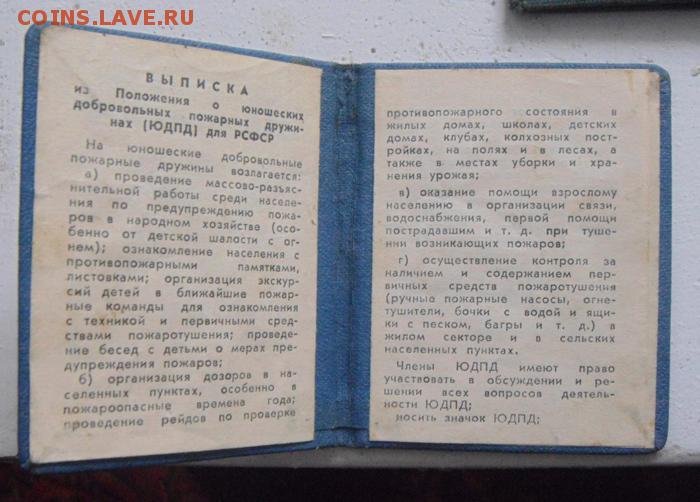 COINS.LAVE.RU
ВЫПИСКА
из Положения о юношеских
добровольных пожарных дружи-
нах (ЮДПД) для РСФСР
На юношеские добровольные
пожарные дружины возлагается:
а) проведение массово-разъяс-
нительной работы среди населе-
ния по предупреждению пожа-
ров в народном хозяйстве (осо-
бенно от детской шалости с ог-
нем); ознакомление населения с
противопожарными памятками,
листовками; организация экскур-
сий детей в ближайшие пожар-
ные команды для ознакомления
с техникой и первичными сред-
ствами пожаротушения; проведе-
ние бесед с детьми о мерах пре-
дупреждения пожаров;
б) организация дозоров в на-
селенных пунктах, особенно в
пожароопасные времена года;
проведение рейдов по проверке
противопожарного состояния в
жилых домах, школах, детских
домах, клубах, колхозных пост-
ройках, на полях и в лесах, а
также в местах уборки и хра-
нения урожая;
в) оказание помощи взрослому
населению в организации связи,
водоснабжения, первой помощи
пострадавшим и т. д. при туше-
нии возникающих пожаров;
г) осуществление контроля за
наличием и содержанием пер-
вичных средств пожаротушения
(ручные пожарные насосы, огне-
тушители, бочки с водой и ящи-
ки с песком, багры и т. д.) в
жилом секторе и в сельских
населенных пунктах.
Члены ЮДПД имеют право
участвовать в обсуждении и ре-
шении всех вопросов деятель-
ности ЮДПД;
носить значок ЮДПД;